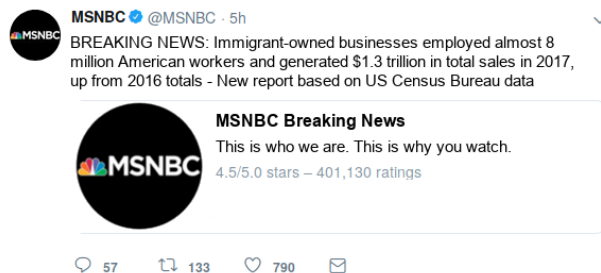 MSNBC @MSNBC · 5h
MSNBC
BREAKING NEWS: Immigrant-owned businesses employed almost 8
million American workers and generated $1.3 trillion in total sales in 2017,
up from 2016 totals - New report based on US Census Bureau data
MSNBC
MSNBC Breaking News
This is who we are. This is why you watch.
4.5/5.0 stars – 401,130 ratings
57 133 790